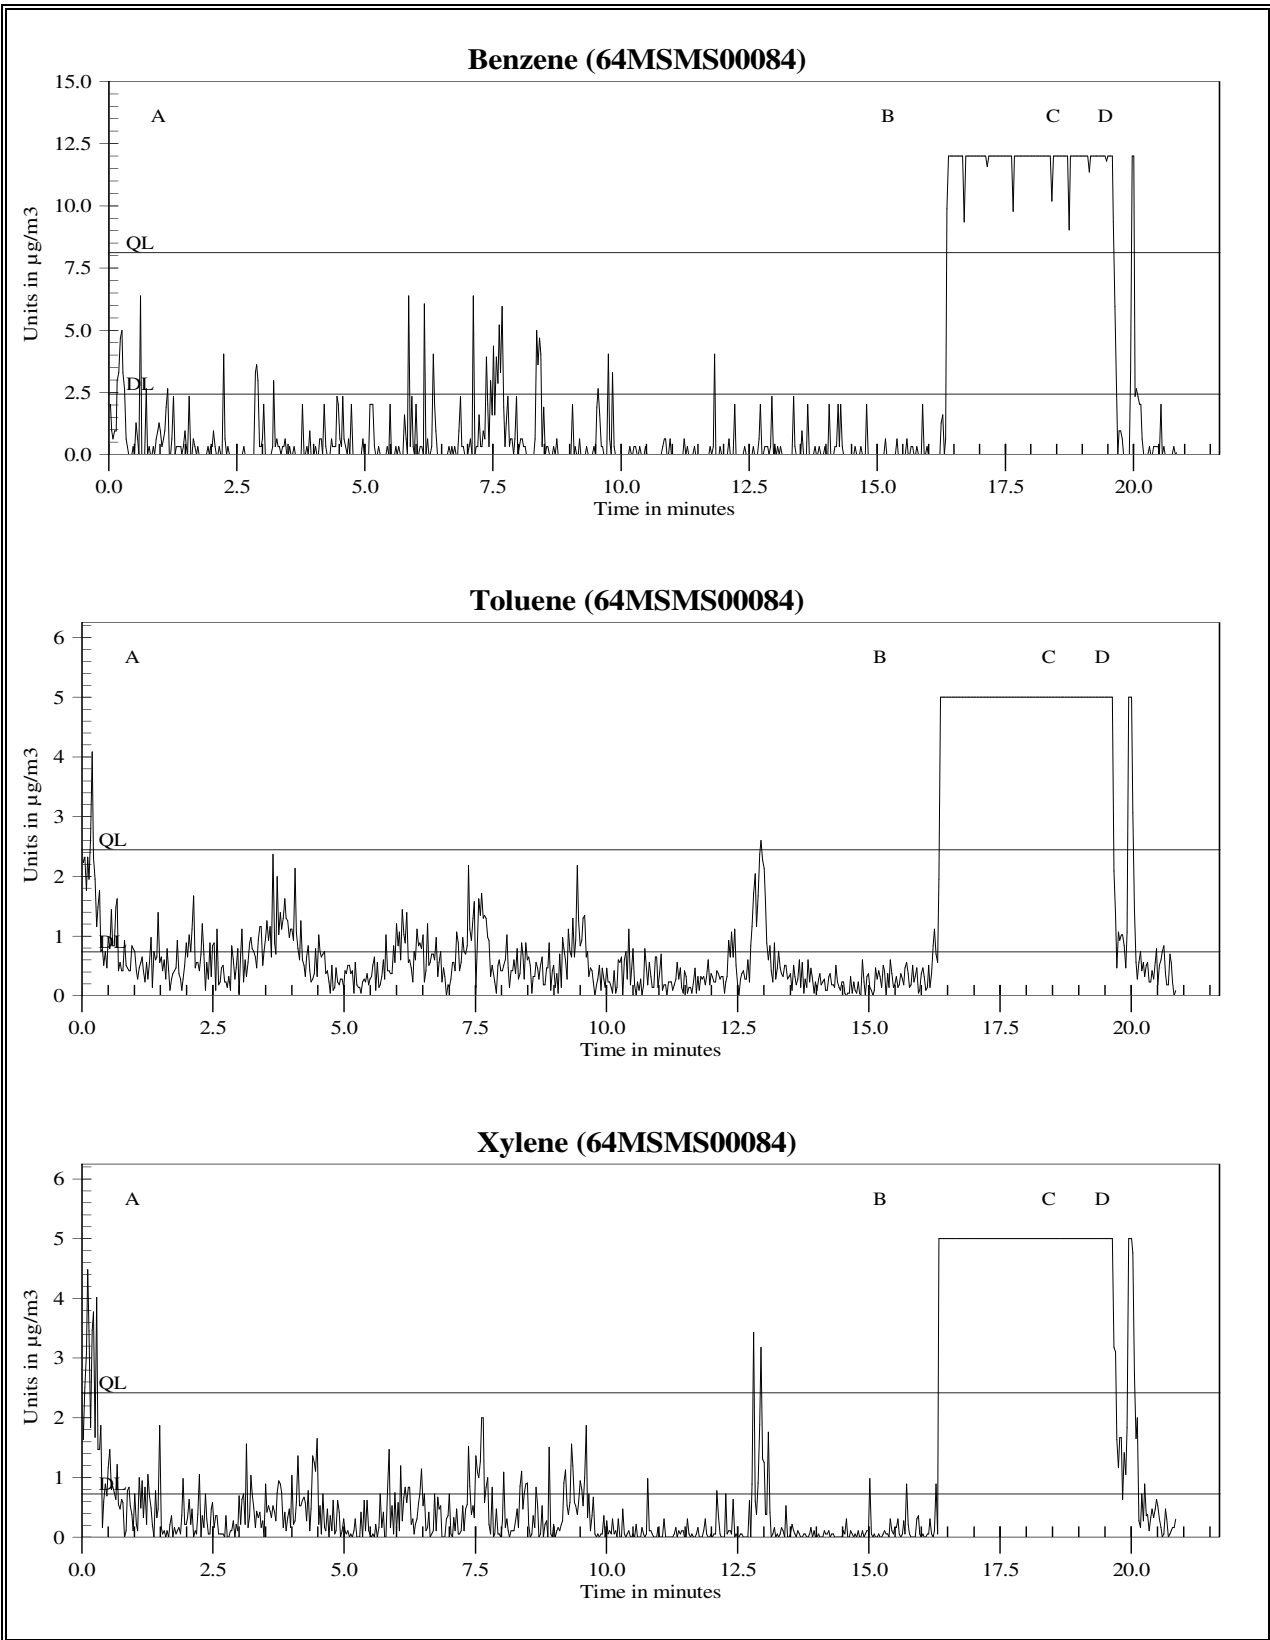 Benzene (64MSMS00084)
15.0
A B C D
12.5
10.0
Units in µg/m3
QL
7.5
5.0
DL
2.5
0.0
0.0 2.5 5.0 7.5 10.0 12.5 15.0 17.5 20.0
Time in minutes
Toluene (64MSMS00084)
6
A B C D
5
4
Units in µg/m3
3
QL
2
1
DL
0
0.0 2.5 5.0 7.5 10.0 12.5 15.0 17.5 20.0
Time in minutes
Xylene (64MSMS00084)
6
A B C D
5
4
Units in µg/m3
3
QL
2
1
DL
0
0.0 2.5 5.0 7.5 10.0 12.5 15.0 17.5 20.0
Time in minutes